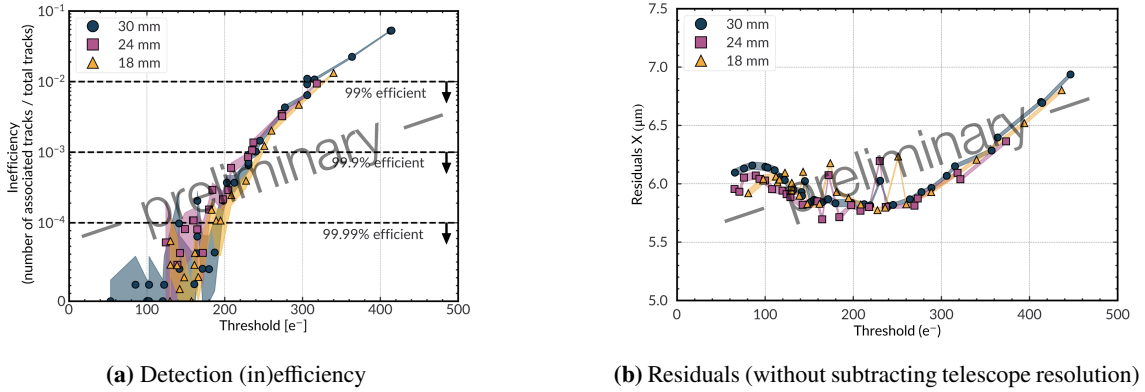 10⁻¹
10⁻²
10⁻³
10⁻⁴
0
0
100
200
300
400
500
Inefficiency
(number of associated tracks / total tracks)
Threshold [e⁻]
30 mm
24 mm
18 mm
99% efficient
99.9% efficient
99.99% efficient
— preliminary —
(a) Detection (in)efficiency
7.5
7.0
6.5
6.0
5.5
5.0
0
100
200
300
400
500
Residuals X (μm)
Threshold (e⁻)
30 mm
24 mm
18 mm
— preliminary —
(b) Residuals (without subtracting telescope resolution)